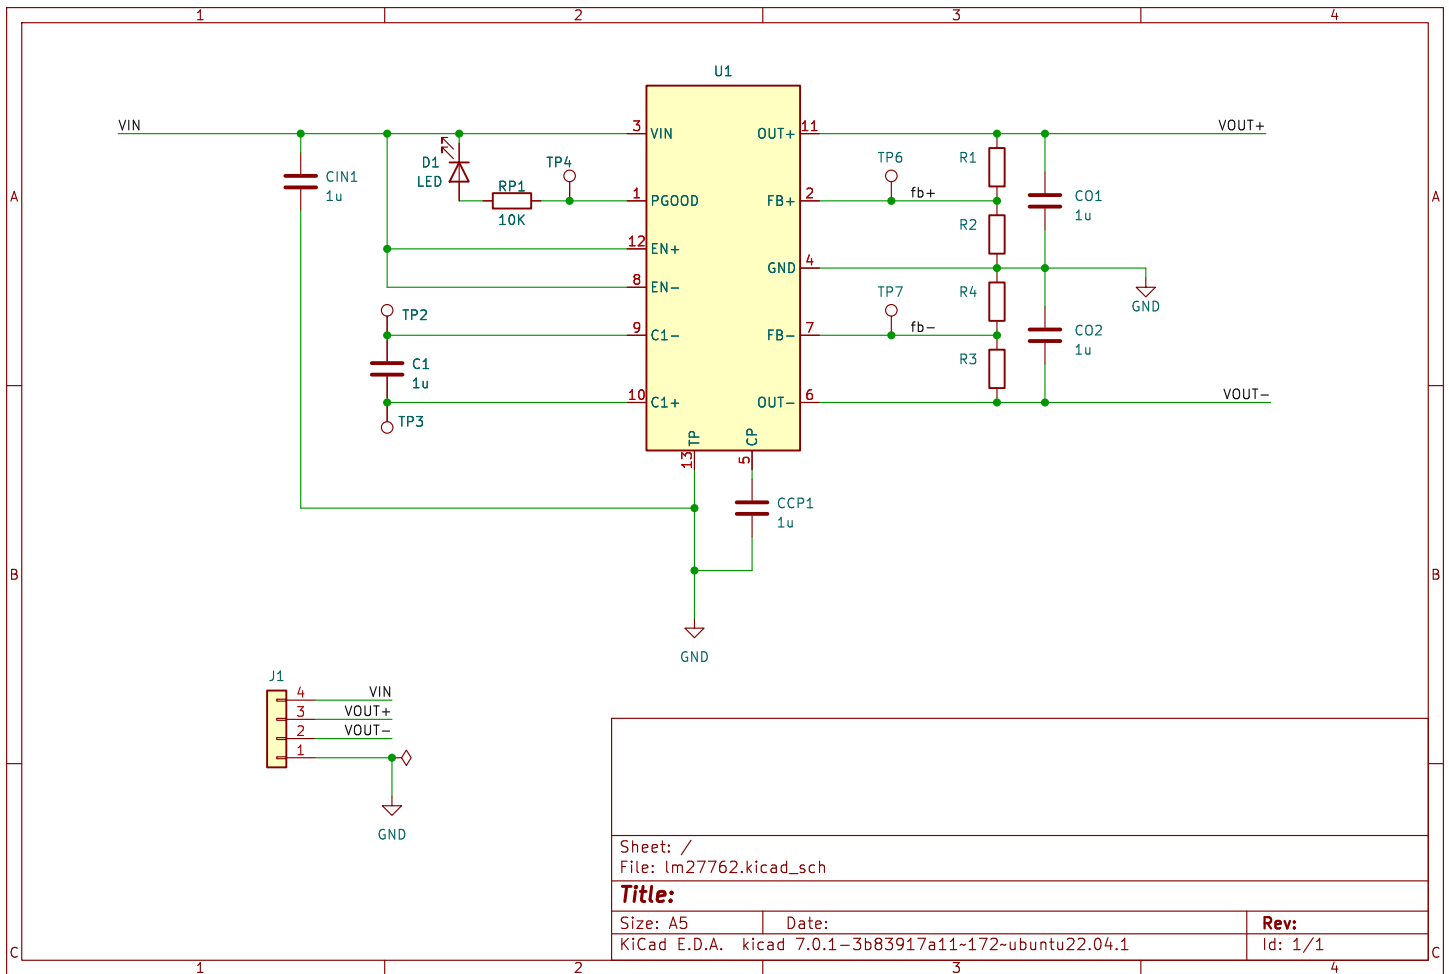 1 2 3 4
U1
VIN 3 VIN OUT+ 11 VOUT+
D1
LED
TP4
TP6
R1
CIN1
1u
RP1
10K
1 PGOOD FB+ 2 fb+
A A
CO1
1u
R2
12 EN+
GND 4
8 EN-
R4
GND
TP7
TP2
9 C1- FB- 7 fb-
CO2
1u
C1
1u
R3
10 C1+ OUT- 6 VOUT-
TP3
TP CP
13 5
CCP1
1u
B B
GND
J1
4 VIN
3 VOUT+
2 VOUT-
1
GND
Sheet: /
File: lm27762.kicad_sch
Title:
Size: A5 Date: Rev:
KiCad E.D.A. kicad 7.0.1-3b83917a11~172~ubuntu22.04.1 Id: 1/1
C C
1 2 3 4